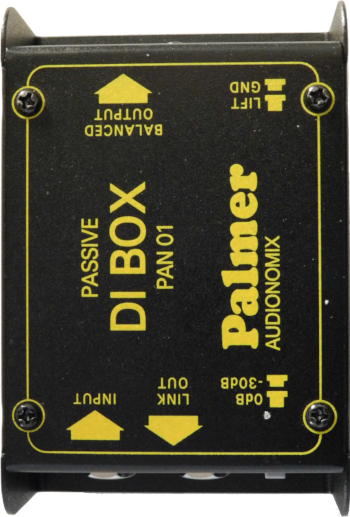 BALANCED
OUTPUT
LIFT
GND
PASSIVE
DI BOX
PAN 01
Palmer
AUDIONOMIX
INPUT
LINK
OUT
0dB
-30dB